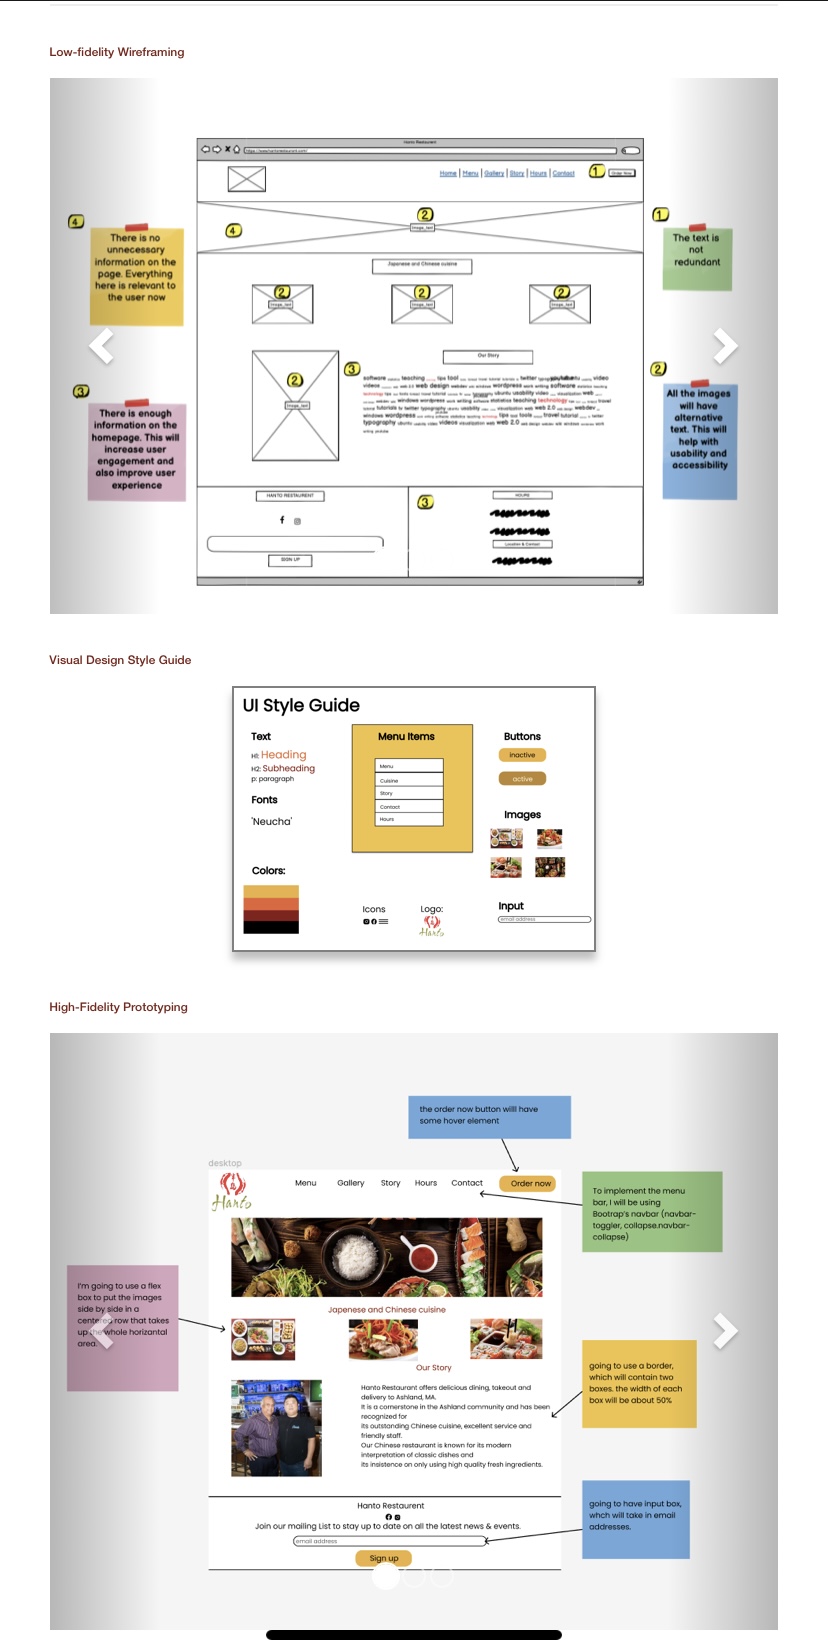 Low-fidelity Wireframing
Hanto Restaurant
Home | Menu | Gallery | Story | Hours | Contact
1
Order Now
4
There is no
unnecessary
information on the
page. Everything
here is relevant to
the user now
2
Image_text
4
1
The text is
not
redundant
Japanese and Chinese cuisine
2
Image_text
2
Image_text
2
Image_text
3
There is enough
information on the
homepage. This will
increase user
engagement and
also improve user
experience
2
Image_text
3
Our Story
2
All the images
will have
alternative
text. This will
help with
usability and
accessibility
HANTO RESTAURENT
SIGN UP
3
HOURS
Location & Contact
Visual Design Style Guide
UI Style Guide
Text
H1: Heading
H2: Subheading
p: paragraph
Fonts
'Neucha'
Colors:
Menu Items
Menu
Cuisine
Story
Contact
Hours
Icons
Logo:
Hanto
Buttons
Inactive
active
Images
Input
email address
High-Fidelity Prototyping
the order now button willl have
some hover element
desktop
Hanto
Menu Gallery Story Hours Contact Order now
To implement the menu
bar, I will be using
Bootrap's navbar (navbar-
toggler, collapse.navbar-
collapse)
I'm going to use a flex
box to put the images
side by side in a
centered row that takes
up the whole horizantal
area.
Japenese and Chinese cuisine
Our Story
Hanto Restaurant offers delicious dining, takeout and
delivery to Ashland, MA.
It is a cornerstone in the Ashland community and has been
recognized for
its outstanding Chinese cuisine, excellent service and
friendly staff.
Our Chinese restaurant is known for its modern
interpretation of classic dishes and
its insistence on only using high quality fresh ingredients.
going to use a border,
which will contain two
boxes. the width of each
box will be about 50%
Hanto Restaurent
Join our mailing List to stay up to date on all the latest news & events.
email address
Sign up
going to have input box,
whch will take in email
addresses.